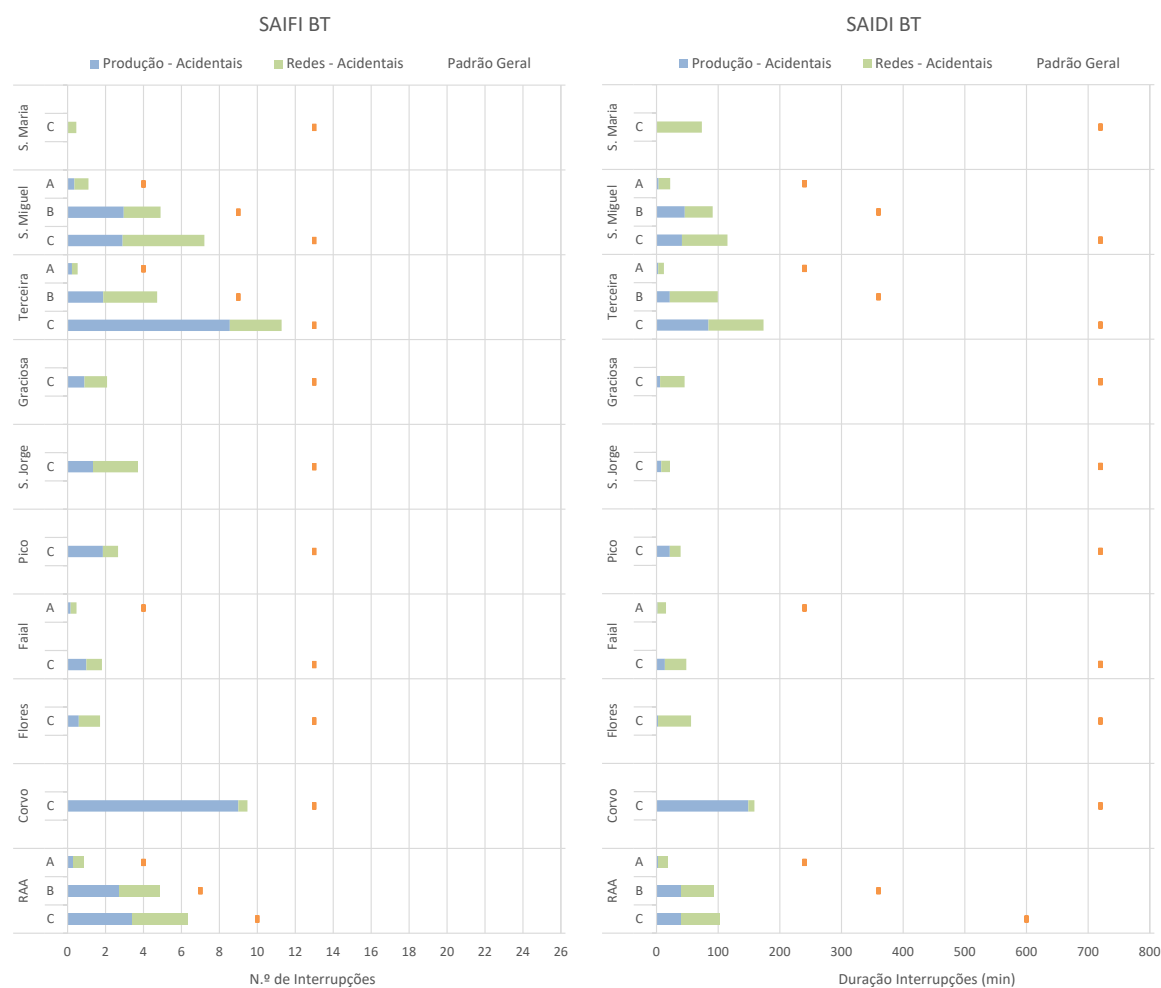 SAIFI BT
Produção - Acidentais Redes - Acidentais Padrão Geral
S. Maria
C
S. Miguel
A
B
C
Terceira
A
B
C
Graciosa
C
S. Jorge
C
Pico
C
Faial
A
C
Flores
C
Corvo
C
RAA
A
B
C
0 2 4 6 8 10 12 14 16 18 20 22 24 26
N.º de Interrupções
SAIDI BT
Produção - Acidentais Redes - Acidentais Padrão Geral
S. Maria
C
S. Miguel
A
B
C
Terceira
A
B
C
Graciosa
C
S. Jorge
C
Pico
C
Faial
A
C
Flores
C
Corvo
C
RAA
A
B
C
0 100 200 300 400 500 600 700 800
Duração Interrupções (min)